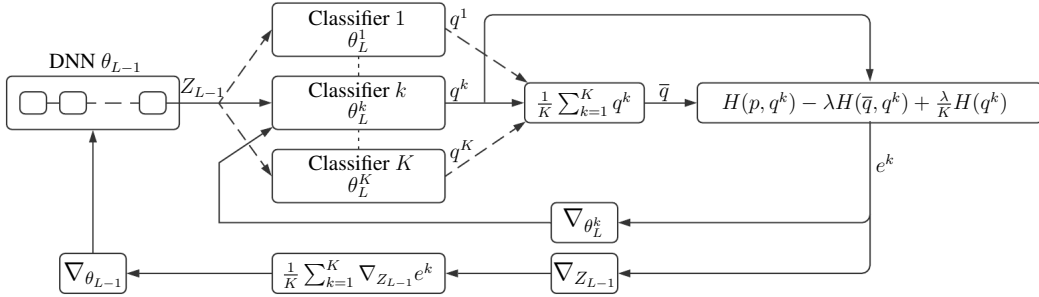 Classifier 1
θ_L^1
q^1
DNN θ_{L−1}
Z_{L−1}
Classifier k
θ_L^k
q^k
1/K ∑_{k=1}^K q^k
q̅
H(p, q^k) − λH(q̅, q^k) + λ/K H(q^k)
Classifier K
θ_L^K
q^K
e^k
∇_{θ_L^k}
∇_{θ_{L−1}}
1/K ∑_{k=1}^K ∇_{Z_{L−1}} e^k
∇_{Z_{L−1}}